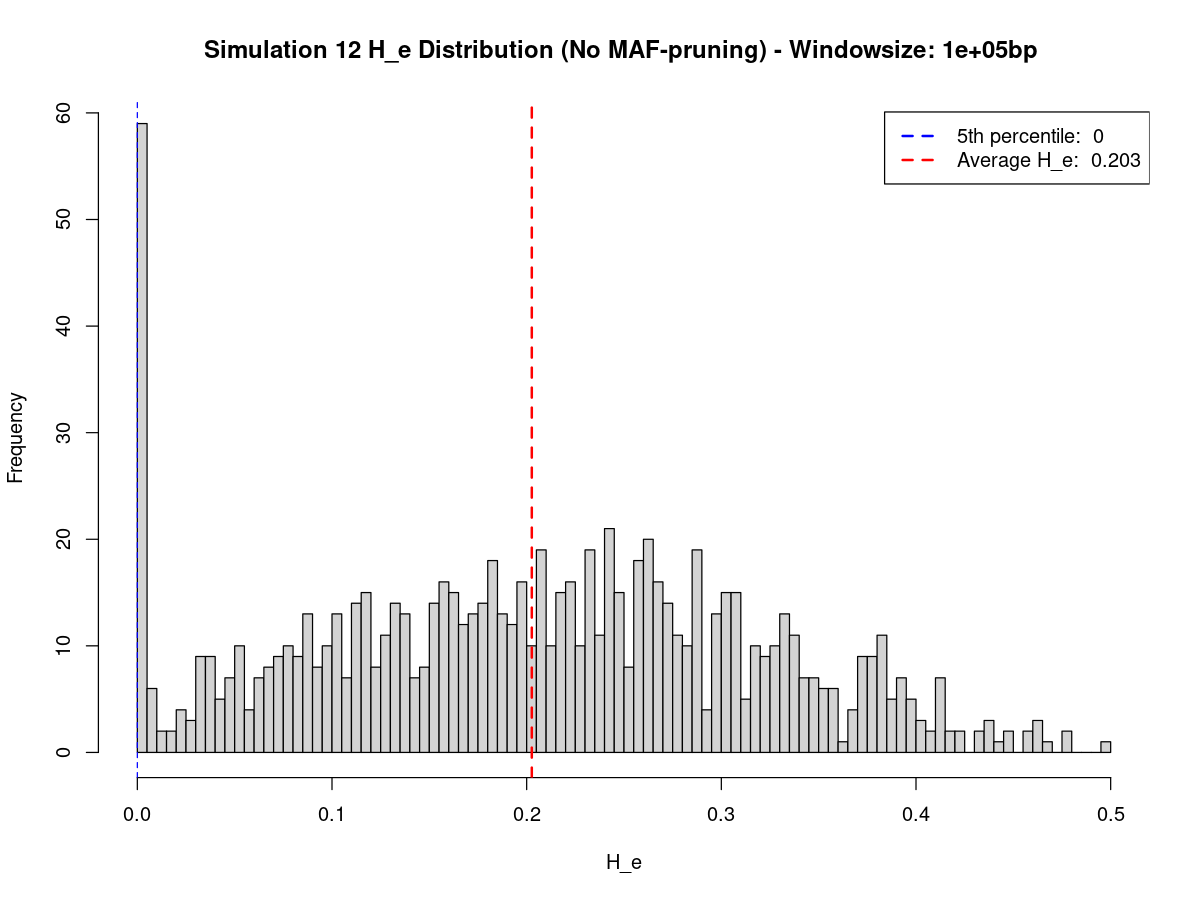 Simulation 12 H_e Distribution (No MAF-pruning) - Windowsize: 1e+05bp
5th percentile:  0
Average H_e:  0.203
Frequency
60
50
40
30
20
10
0
0.0 0.1 0.2 0.3 0.4 0.5
H_e